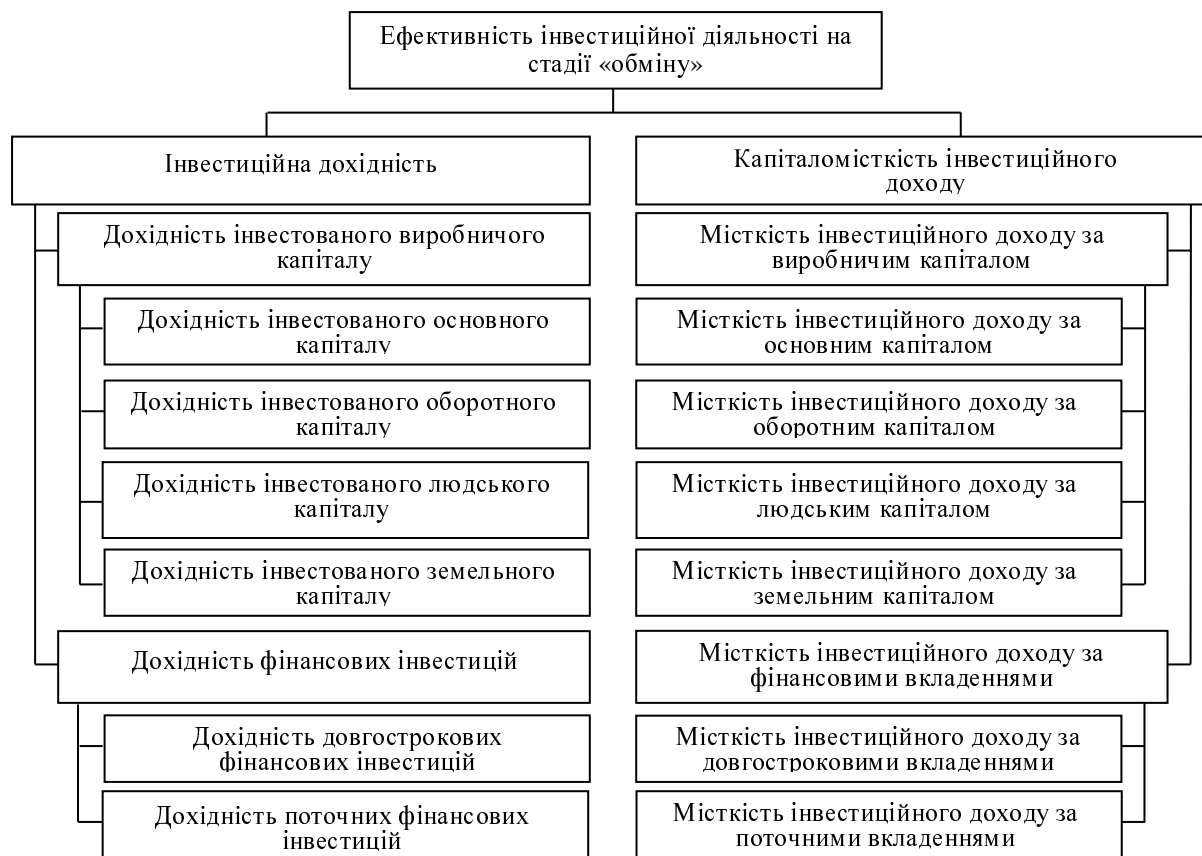 Ефективність інвестиційної діяльності на
стадії «обміну»
Інвестиційна дохідність
Дохідність інвестованого виробничого
капіталу
Дохідність інвестованого основного
капіталу
Дохідність інвестованого оборотного
капіталу
Дохідність інвестованого людського
капіталу
Дохідність інвестованого земельного
капіталу
Дохідність фінансових інвестицій
Дохідність довгострокових
фінансових інвестицій
Дохідність поточних фінансових
інвестицій
Капіталомісткість інвестиційного
доходу
Місткість інвестиційного доходу за
виробничим капіталом
Місткість інвестиційного доходу за
основним капіталом
Місткість інвестиційного доходу за
оборотним капіталом
Місткість інвестиційного доходу за
людським капіталом
Місткість інвестиційного доходу за
земельним капіталом
Місткість інвестиційного доходу за
фінансовими вкладеннями
Місткість інвестиційного доходу за
довгостроковими вкладеннями
Місткість інвестиційного доходу за
поточними вкладеннями